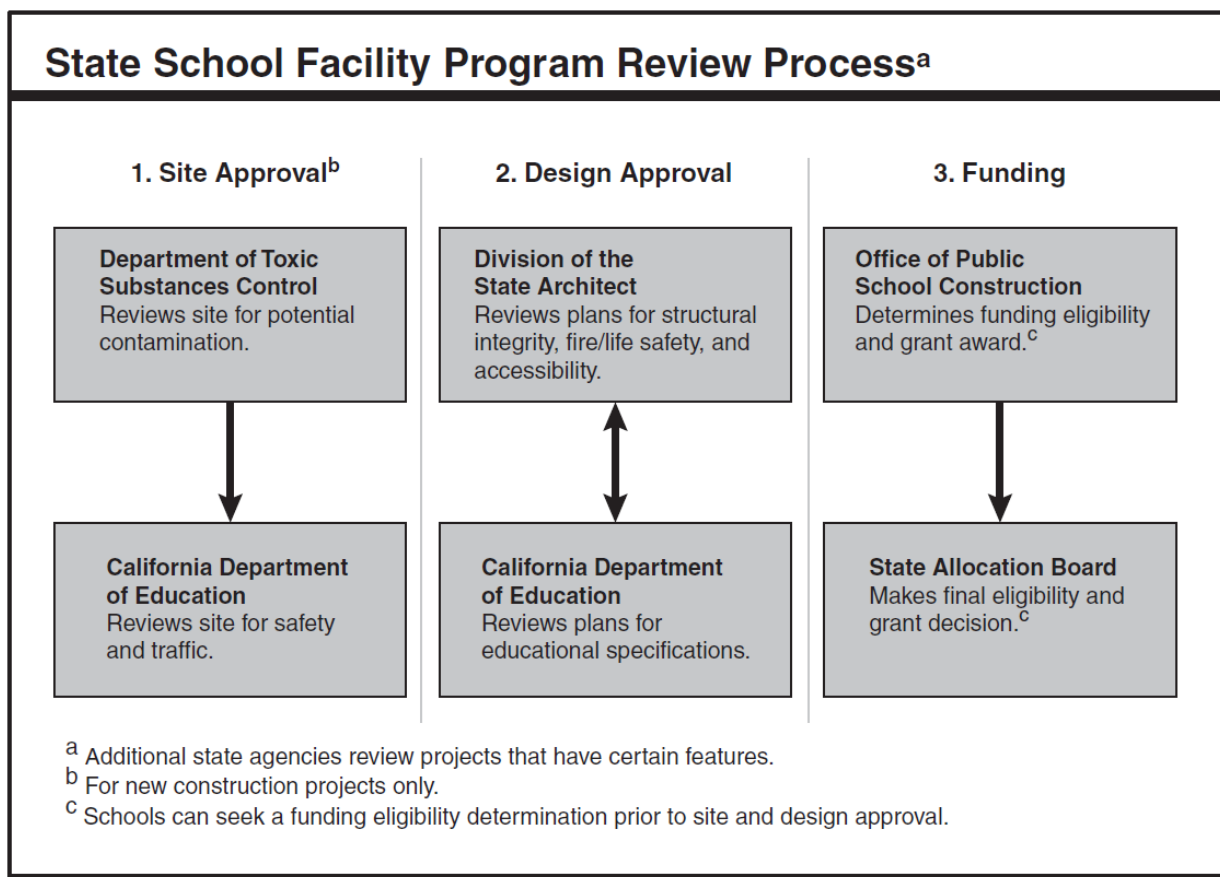 State School Facility Program Review Processᵃ
1. Site Approvalᵇ
Department of Toxic
Substances Control
Reviews site for potential
contamination.
California Department
of Education
Reviews site for safety
and traffic.
2. Design Approval
Division of the
State Architect
Reviews plans for structural
integrity, fire/life safety, and
accessibility.
California Department
of Education
Reviews plans for
educational specifications.
3. Funding
Office of Public
School Construction
Determines funding eligibility
and grant award.ᶜ
State Allocation Board
Makes final eligibility and
grant decision.ᶜ
ᵃ Additional state agencies review projects that have certain features.
ᵇ For new construction projects only.
ᶜ Schools can seek a funding eligibility determination prior to site and design approval.